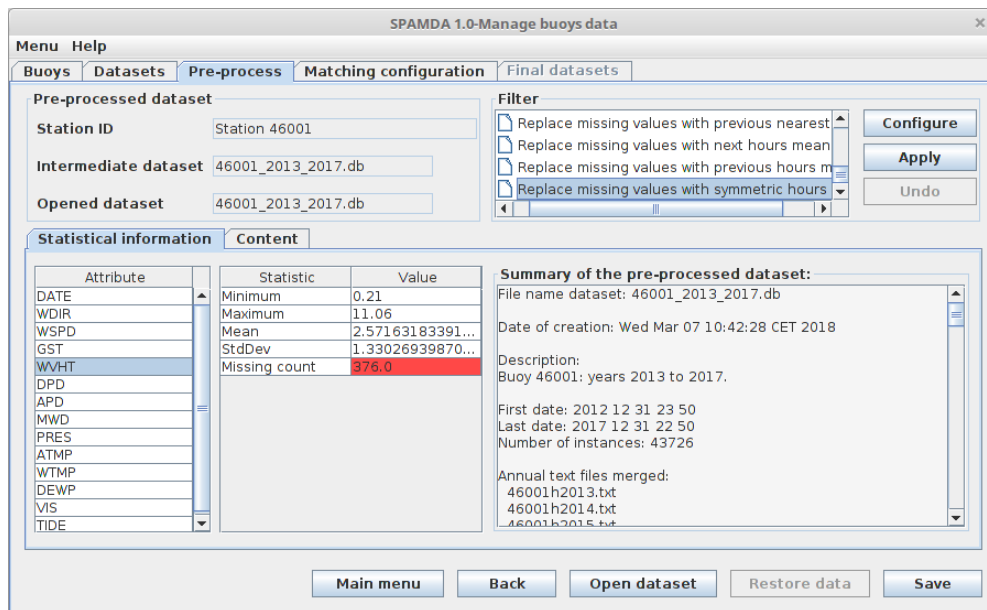 SPAMDA 1.0-Manage buoys data
Menu Help
Buoys Datasets Pre-process Matching configuration Final datasets
Pre-processed dataset
Station ID Station 46001
Intermediate dataset 46001_2013_2017.db
Opened dataset 46001_2013_2017.db
Filter
Replace missing values with previous nearest
Replace missing values with next hours mean
Replace missing values with previous hours m
Replace missing values with symmetric hours
Configure
Apply
Undo
Statistical information Content
Attribute
DATE
WDIR
WSPD
GST
WVHT
DPD
APD
MWD
PRES
ATMP
WTMP
DEWP
VIS
TIDE
Statistic Value
Minimum 0.21
Maximum 11.06
Mean 2.57163183391...
StdDev 1.33026939870...
Missing count 376.0
Summary of the pre-processed dataset:
File name dataset: 46001_2013_2017.db
Date of creation: Wed Mar 07 10:42:28 CET 2018
Description:
Buoy 46001: years 2013 to 2017.
First date: 2012 12 31 23 50
Last date: 2017 12 31 22 50
Number of instances: 43726
Annual text files merged:
46001h2013.txt
46001h2014.txt
46001h2015.txt
Main menu Back Open dataset Restore data Save